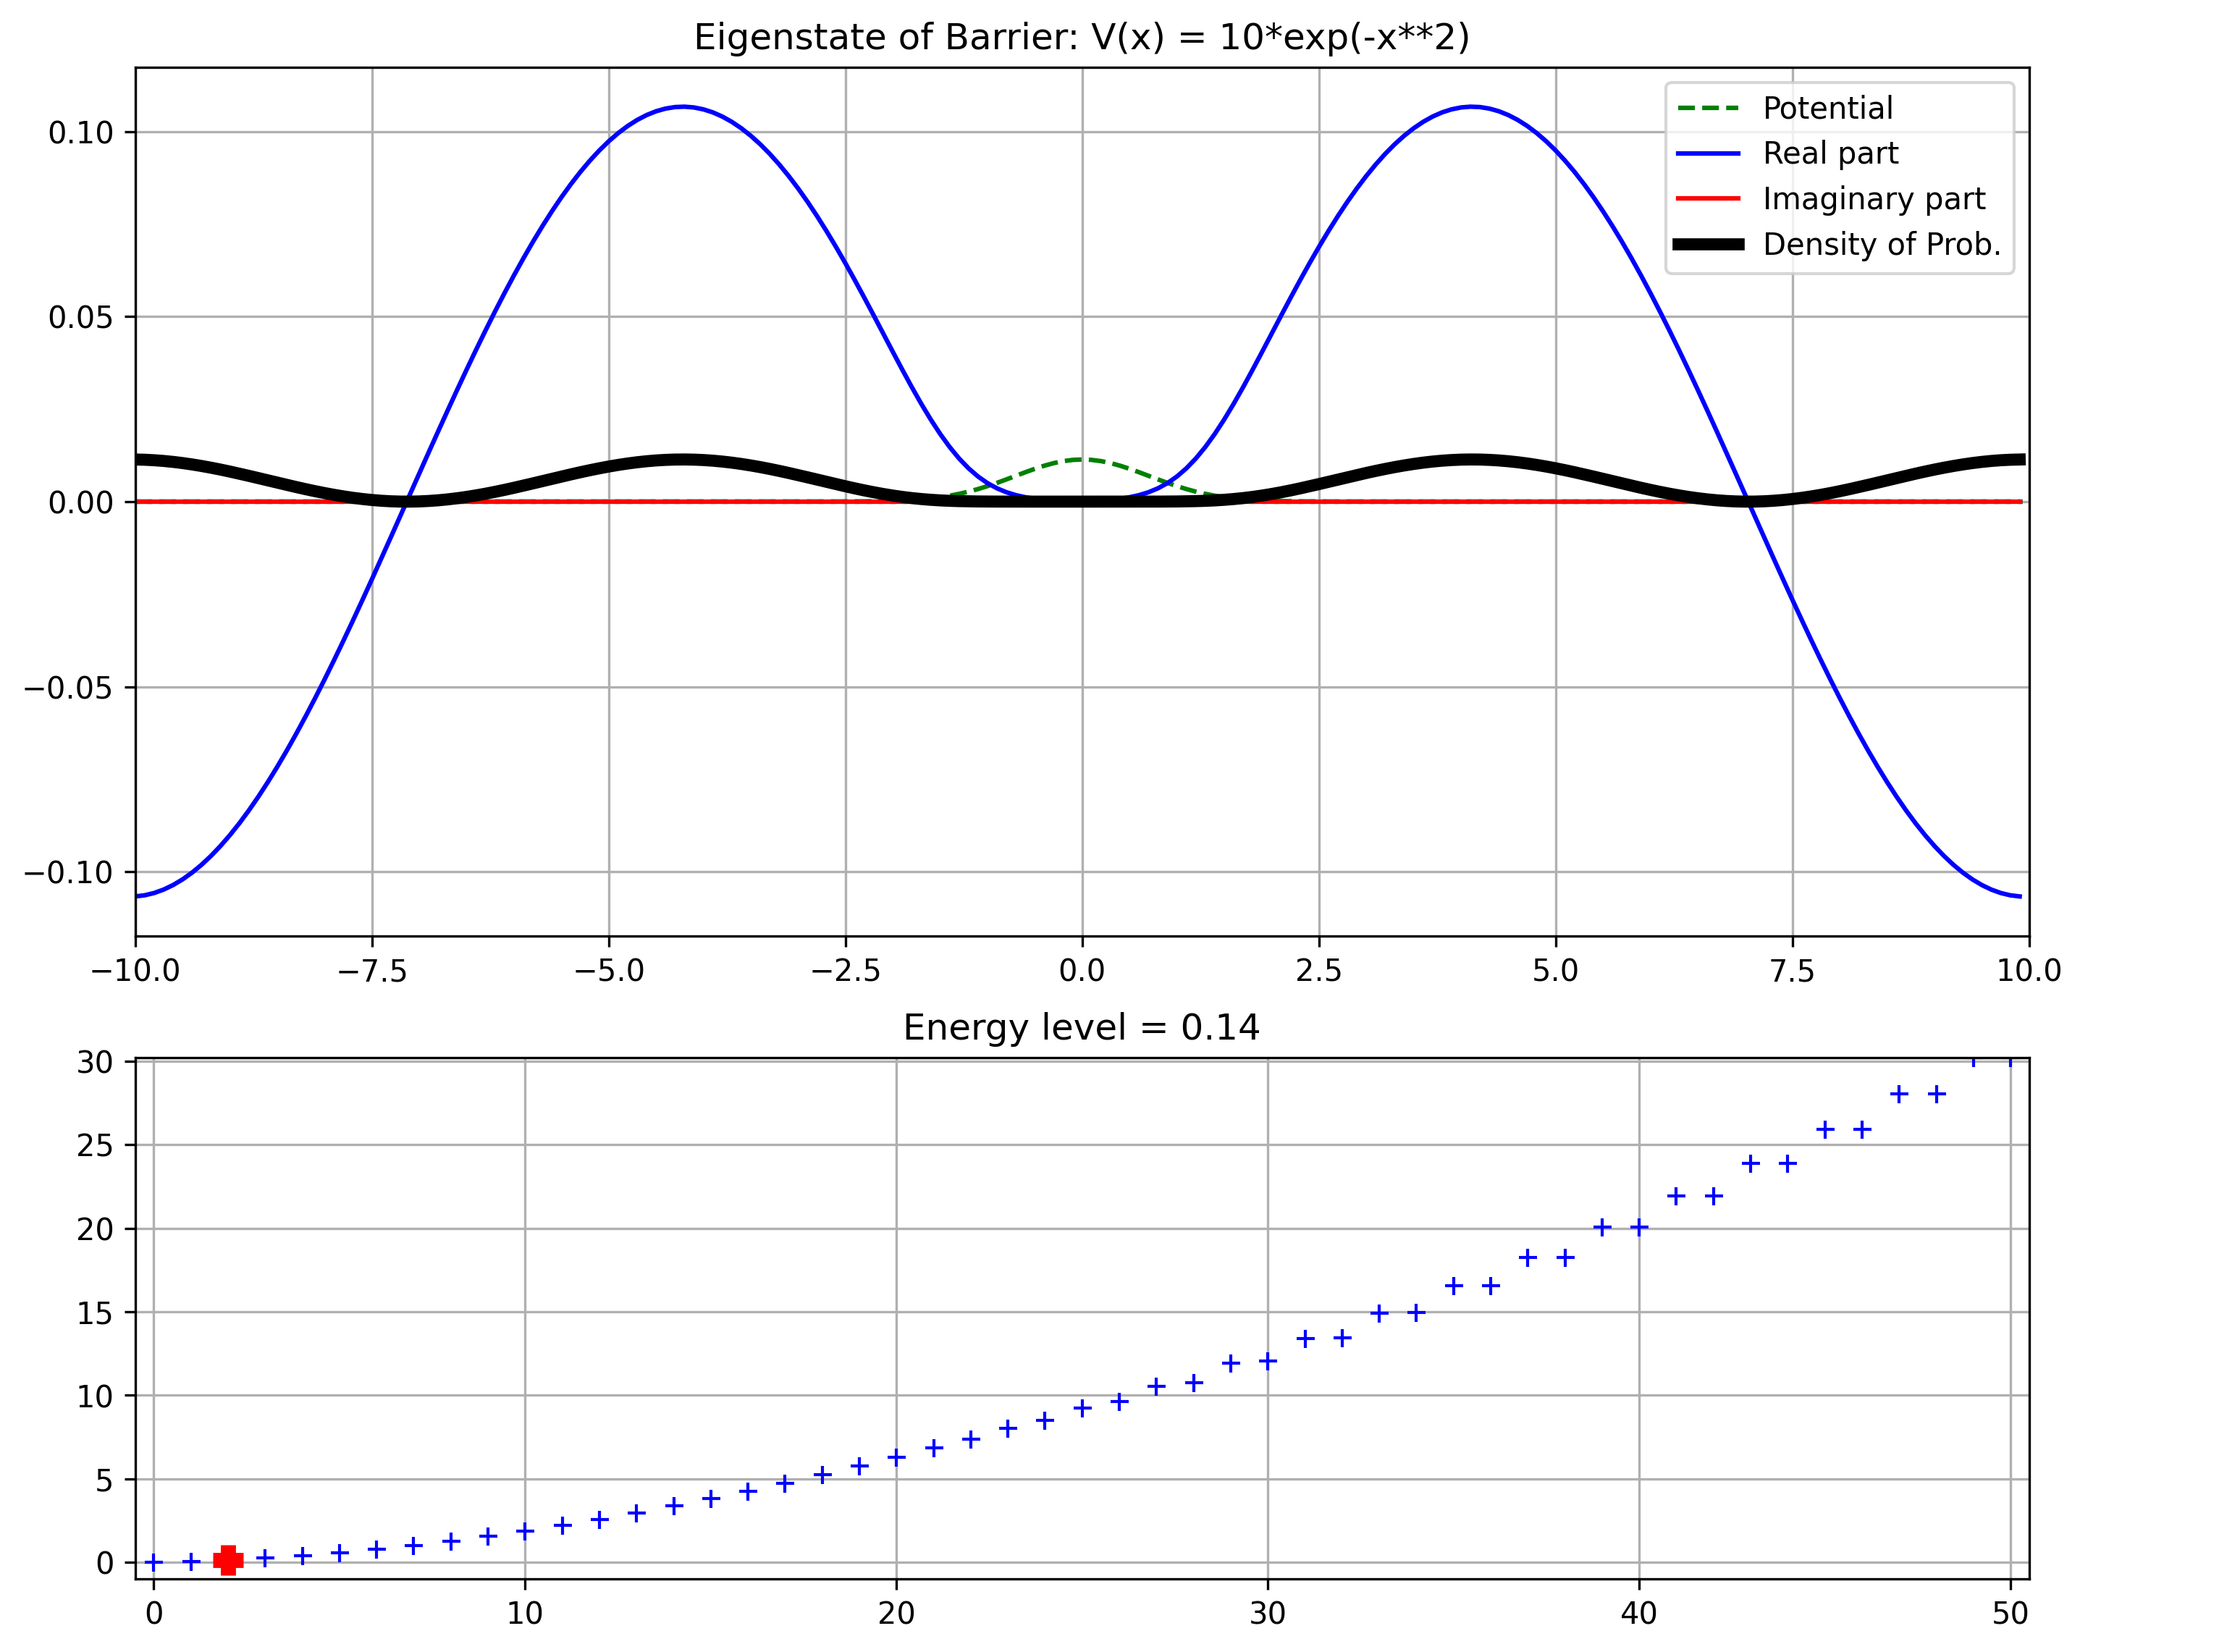 Eigenstate of Barrier: V(x) = 10*exp(-x**2)
Potential
Real part
Imaginary part
Density of Prob.
0.10
0.05
0.00
−0.05
−0.10
−10.0 −7.5 −5.0 −2.5 0.0 2.5 5.0 7.5 10.0
Energy level = 0.14
30
25
20
15
10
5
0
0 10 20 30 40 50